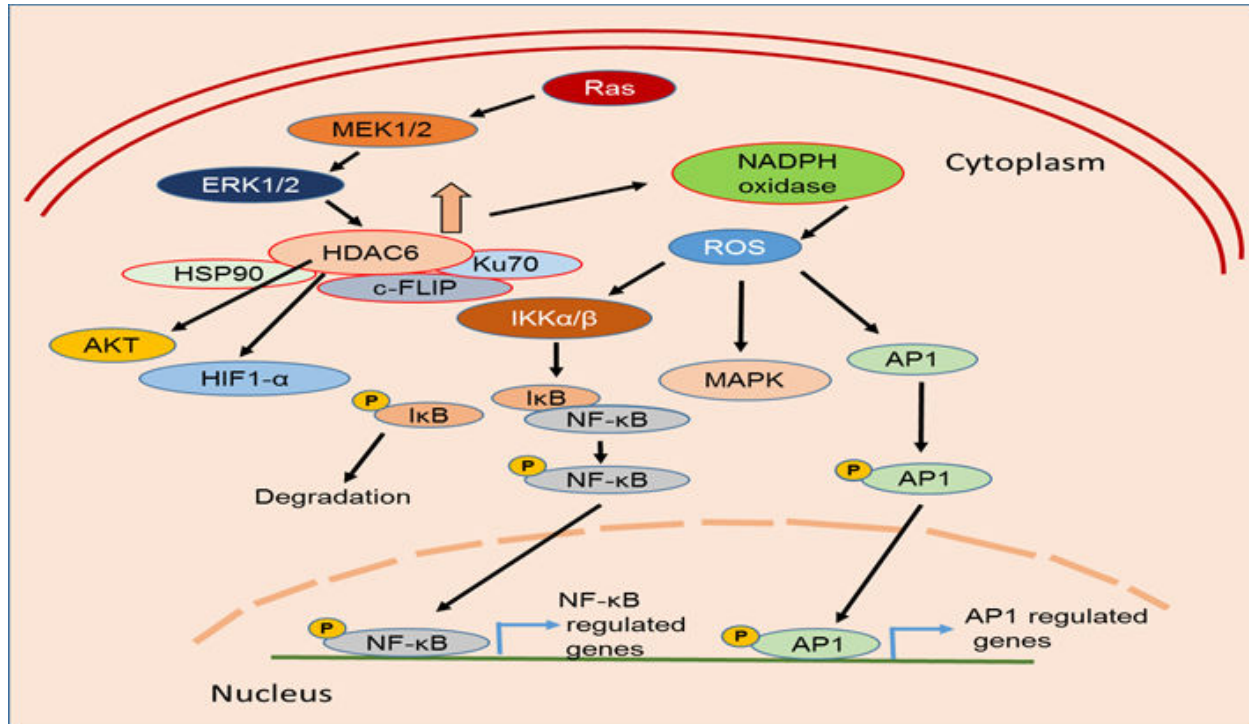 Ras
MEK1/2
NADPH
oxidase
Cytoplasm
ERK1/2
HDAC6
ROS
HSP90
Ku70
c-FLIP
IKKα/β
AKT
AP1
HIF1-α
MAPK
P
IκB
IκB
NF-κB
P
NF-κB
P
AP1
Degradation
NF-κB
regulated
genes
AP1 regulated
genes
P
NF-κB
P
AP1
Nucleus